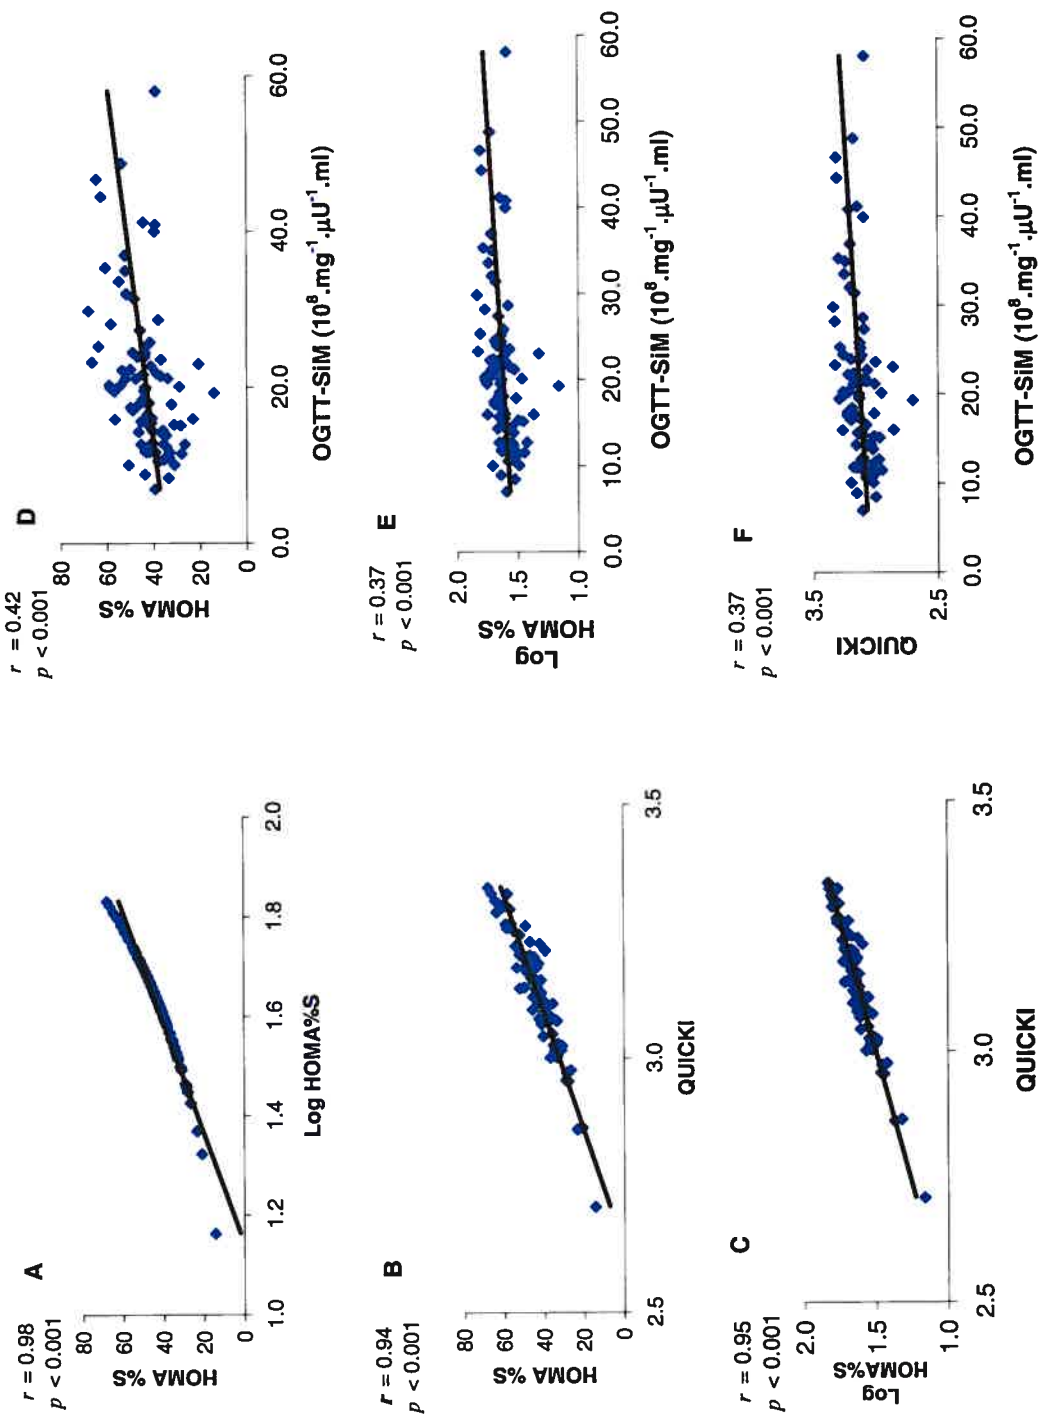 r = 0.98
p < 0.001
A
HOMA %S
80
60
40
20
0
1.0
1.2
1.4
1.6
1.8
2.0
Log HOMA%S
r = 0.94
p < 0.001
B
HOMA %S
80
60
40
20
0
2.5
3.0
3.5
QUICKI
r = 0.95
p < 0.001
C
Log
HOMA%S
2.0
1.5
1.0
2.5
3.0
3.5
QUICKI
r = 0.42
p < 0.001
D
HOMA %S
80
60
40
20
0
0.0
20.0
40.0
60.0
OGTT-SiM (10⁸.mg⁻¹.µU⁻¹.ml)
r = 0.37
p < 0.001
E
Log
HOMA %S
2.0
1.5
1.0
0.0
10.0
20.0
30.0
40.0
50.0
60.0
OGTT-SiM (10⁸.mg⁻¹.µU⁻¹.ml)
r = 0.37
p < 0.001
F
QUICKI
3.5
2.5
0.0
10.0
20.0
30.0
40.0
50.0
60.0
OGTT-SiM (10⁸.mg⁻¹.µU⁻¹.ml)